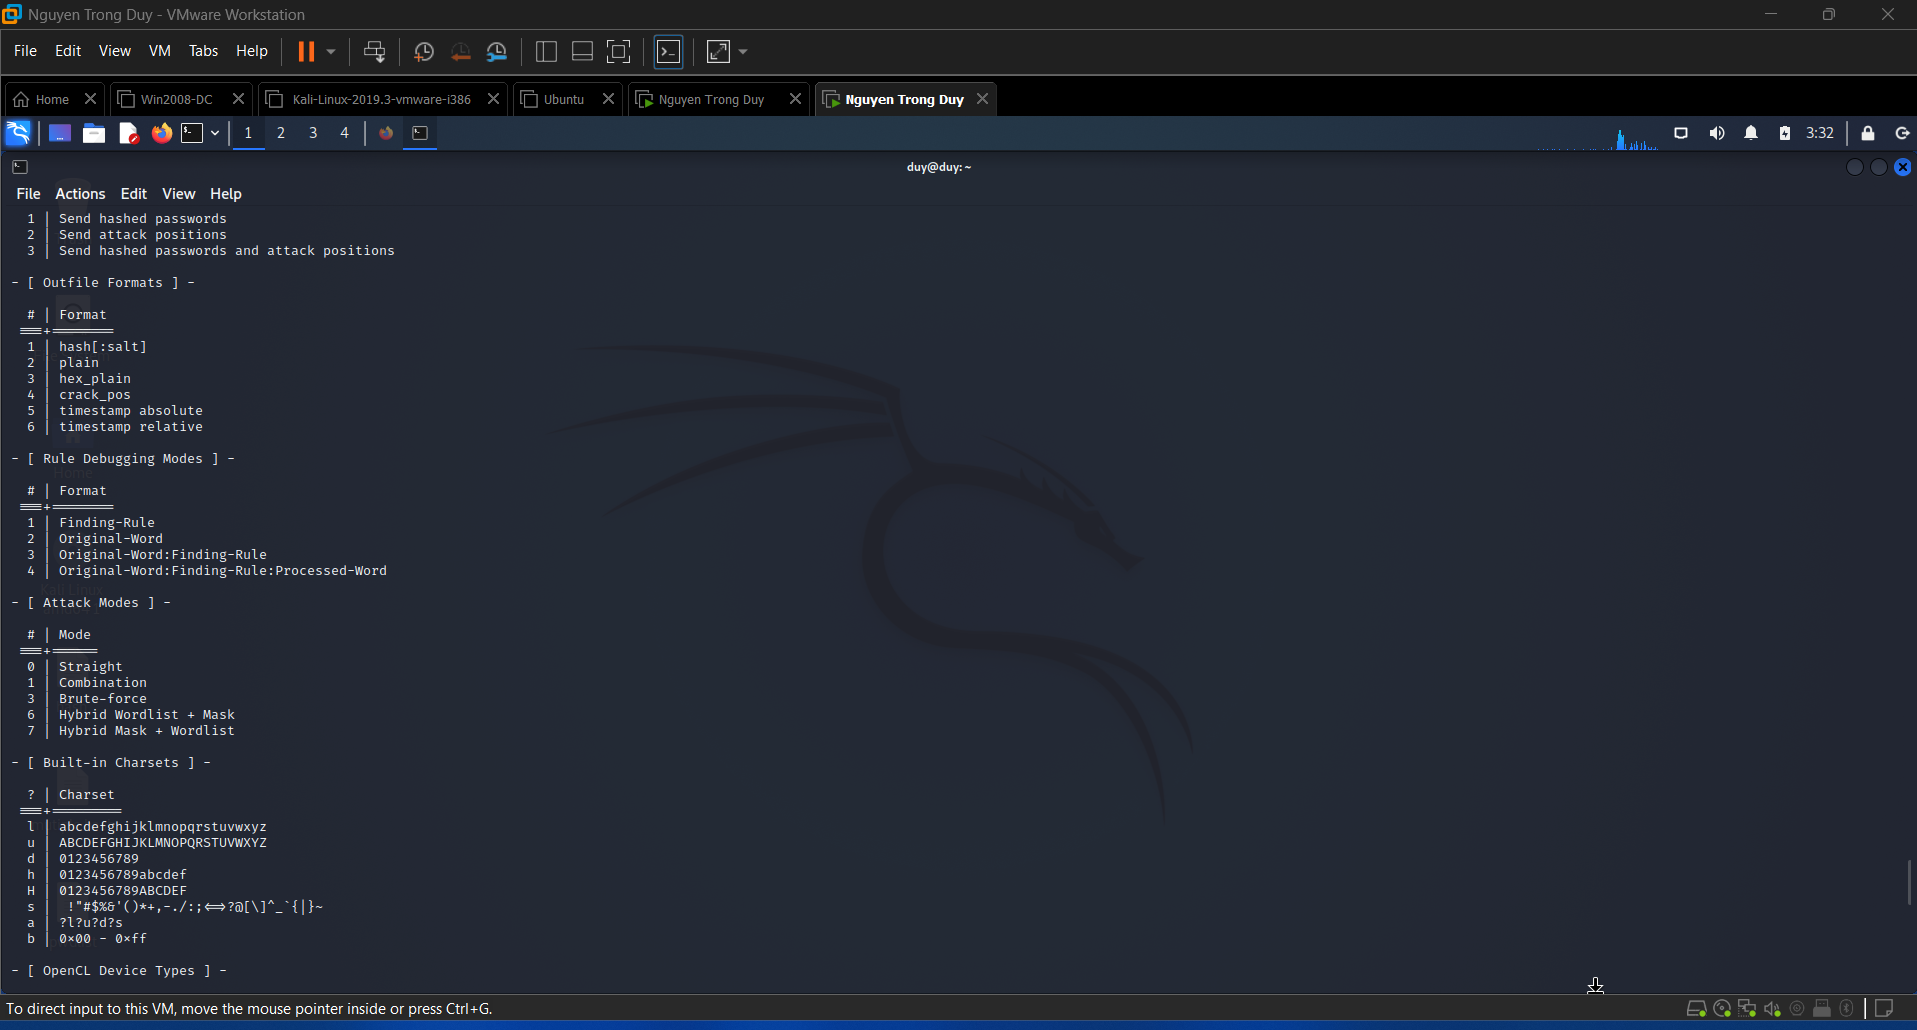 Nguyen Trong Duy - VMware Workstation
File Edit View VM Tabs Help
Home Win2008-DC Kali-Linux-2019.3-vmware-i386 Ubuntu Nguyen Trong Duy Nguyen Trong Duy
1 2 3 4 3:32
duy@duy: ~
File Actions Edit View Help
1 | Send hashed passwords
2 | Send attack positions
3 | Send hashed passwords and attack positions
- [ Outfile Formats ] -
# | Format
===+========
1 | hash[:salt]
2 | plain
3 | hex_plain
4 | crack_pos
5 | timestamp absolute
6 | timestamp relative
- [ Rule Debugging Modes ] -
# | Format
===+========
1 | Finding-Rule
2 | Original-Word
3 | Original-Word:Finding-Rule
4 | Original-Word:Finding-Rule:Processed-Word
- [ Attack Modes ] -
# | Mode
===+======
0 | Straight
1 | Combination
3 | Brute-force
6 | Hybrid Wordlist + Mask
7 | Hybrid Mask + Wordlist
- [ Built-in Charsets ] -
? | Charset
===+=========
l | abcdefghijklmnopqrstuvwxyz
u | ABCDEFGHIJKLMNOPQRSTUVWXYZ
d | 0123456789
h | 0123456789abcdef
H | 0123456789ABCDEF
s | !"#$%&'()*+,-./:;<=>?@[\]^_`{|}~
a | ?l?u?d?s
b | 0x00 - 0xff
- [ OpenCL Device Types ] -
To direct input to this VM, move the mouse pointer inside or press Ctrl+G.